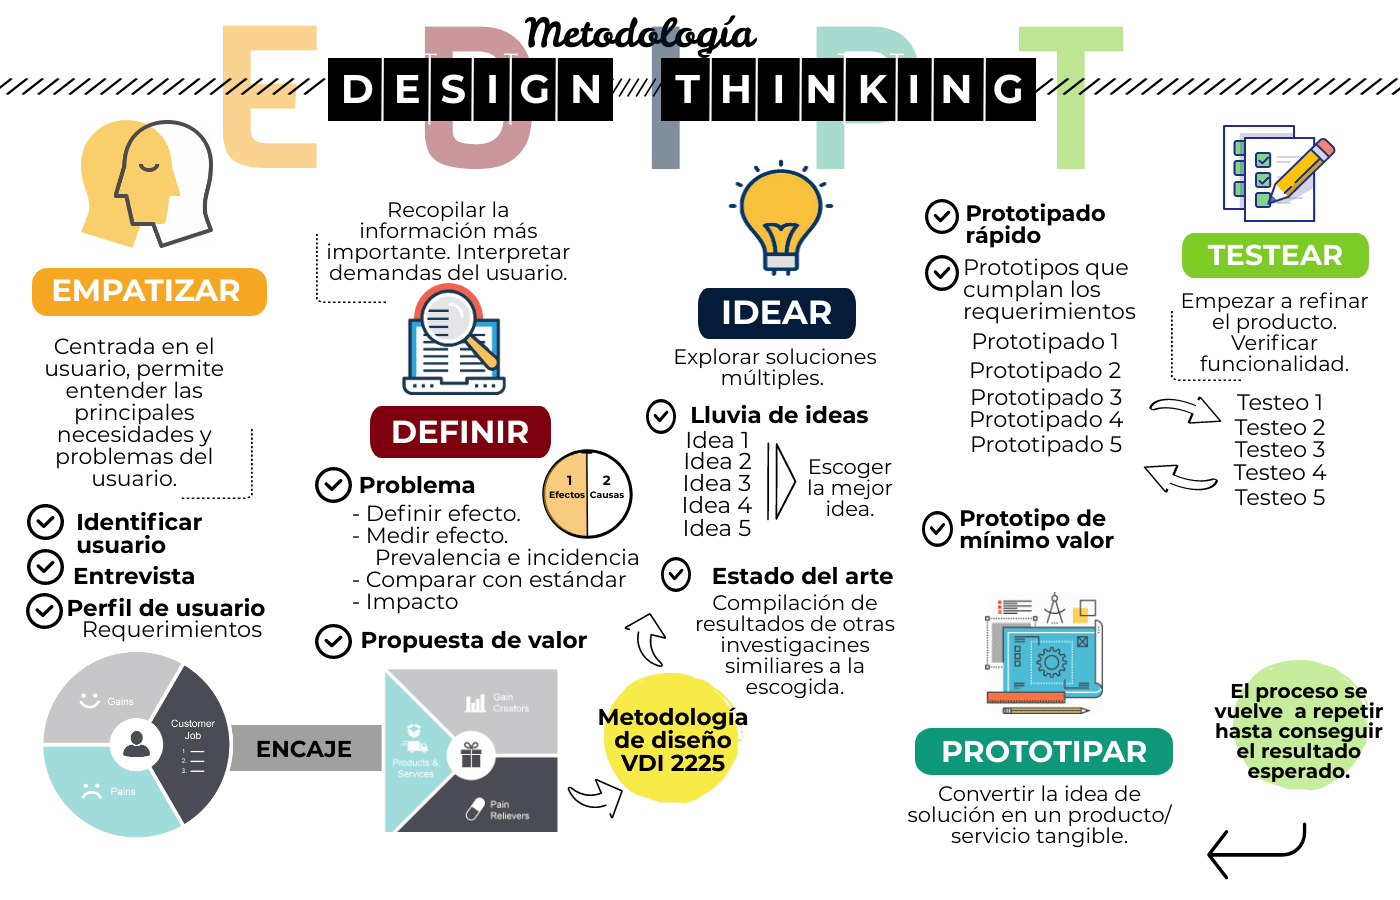 Metodología
E D I P T
DESIGN THINKING
EMPATIZAR
Centrada en el
usuario, permite
entender las
principales
necesidades y
problemas del
usuario.
Identificar
usuario
Entrevista
Perfil de usuario
Requerimientos
Gains
Customer
Job
1.
2.
3.
Pains
ENCAJE
Recopilar la
información más
importante. Interpretar
demandas del usuario.
DEFINIR
Problema
- Definir efecto.
- Medir efecto.
Prevalencia e incidencia
- Comparar con estándar
- Impacto
1
Efectos
2
Causas
Propuesta de valor
Gain
Creators
Products &
Services
Pain
Relievers
Metodología
de diseño
VDI 2225
IDEAR
Explorar soluciones
múltiples.
Lluvia de ideas
Idea 1
Idea 2
Idea 3
Idea 4
Idea 5
Escoger
la mejor
idea.
Estado del arte
Compilación de
resultados de otras
investigacines
similiares a la
escogida.
Prototipado
rápido
Prototipos que
cumplan los
requerimientos
Prototipado 1
Prototipado 2
Prototipado 3
Prototipado 4
Prototipado 5
Prototipo de
mínimo valor
PROTOTIPAR
Convertir la idea de
solución en un producto/
servicio tangible.
TESTEAR
Empezar a refinar
el producto.
Verificar
funcionalidad.
Testeo 1
Testeo 2
Testeo 3
Testeo 4
Testeo 5
El proceso se
vuelve a repetir
hasta conseguir
el resultado
esperado.